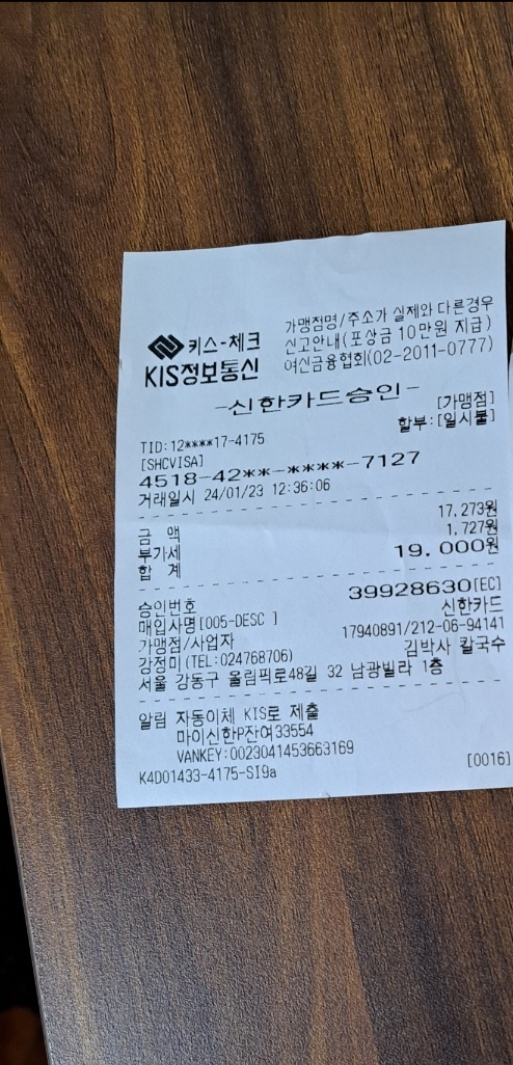 키스-체크
KIS정보통신
가맹점명/주소가 실제와 다른경우
신고안내(포상금 10만원 지급)
여신금융협회(02-2011-0777)
-신한카드승인-
[가맹점]
TID:12****17-4175 할부:[일시불]
[SHCVISA]
4518-42**-****-7127
거래일시 24/01/23 12:36:06
금 액 17,273원
부가세 1,727원
합 계 19,000원
승인번호 39928630[EC]
매입사명[005-DESC ] 신한카드
가맹점/사업자 17940891/212-06-94141
강정미(TEL:024768706) 김박사 칼국수
서울 강동구 올림픽로48길 32 남광빌라 1층
알림 자동이체 KIS로 제출
마이신한P잔여33554
VANKEY:0023041453663169
K4D01433-4175-SI9a [0016]